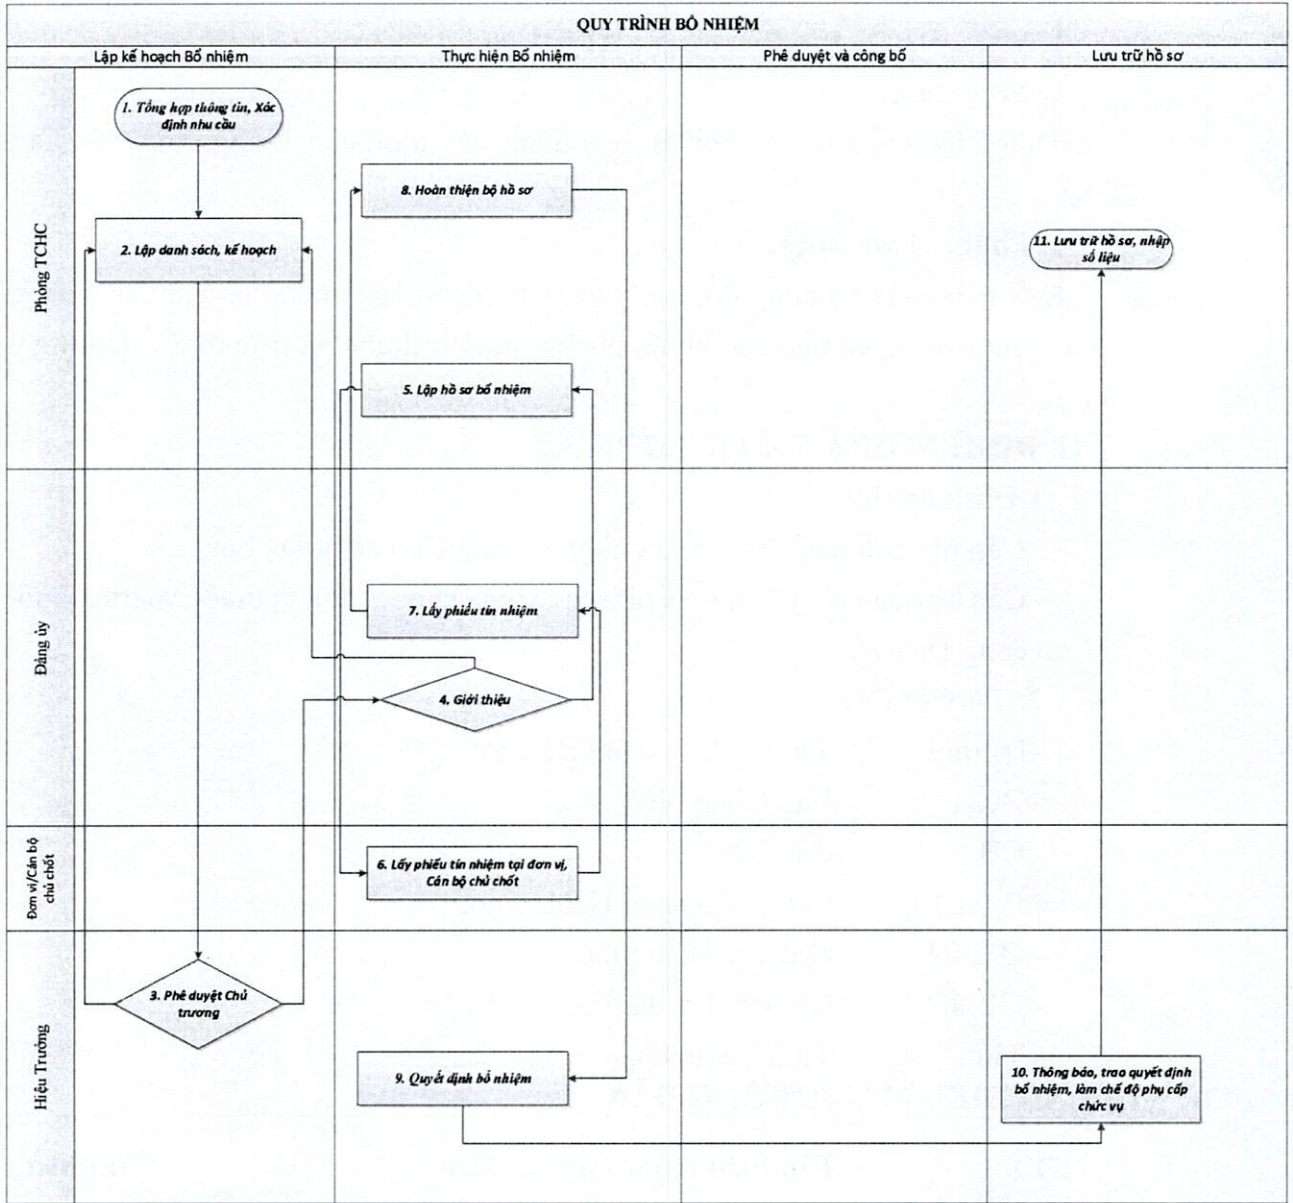 QUY TRÌNH BỔ NHIỆM
Lập kế hoạch Bổ nhiệm
Thực hiện Bổ nhiệm
Phê duyệt và công bố
Lưu trữ hồ sơ
Phòng TCHC
1. Tổng hợp thông tin, Xác
định nhu cầu
8. Hoàn thiện bộ hồ sơ
2. Lập danh sách, kế hoạch
11. Lưu trữ hồ sơ, nhập
số liệu
5. Lập hồ sơ bổ nhiệm
Đảng ủy
7. Lấy phiếu tín nhiệm
4. Giới thiệu
Đơn vị/Cán bộ
chủ chốt
6. Lấy phiếu tín nhiệm tại đơn vị,
Cán bộ chủ chốt
Hiệu Trưởng
3. Phê duyệt Chủ
trương
9. Quyết định bổ nhiệm
10. Thông báo, trao quyết định
bổ nhiệm, làm chế độ phụ cấp
chức vụ